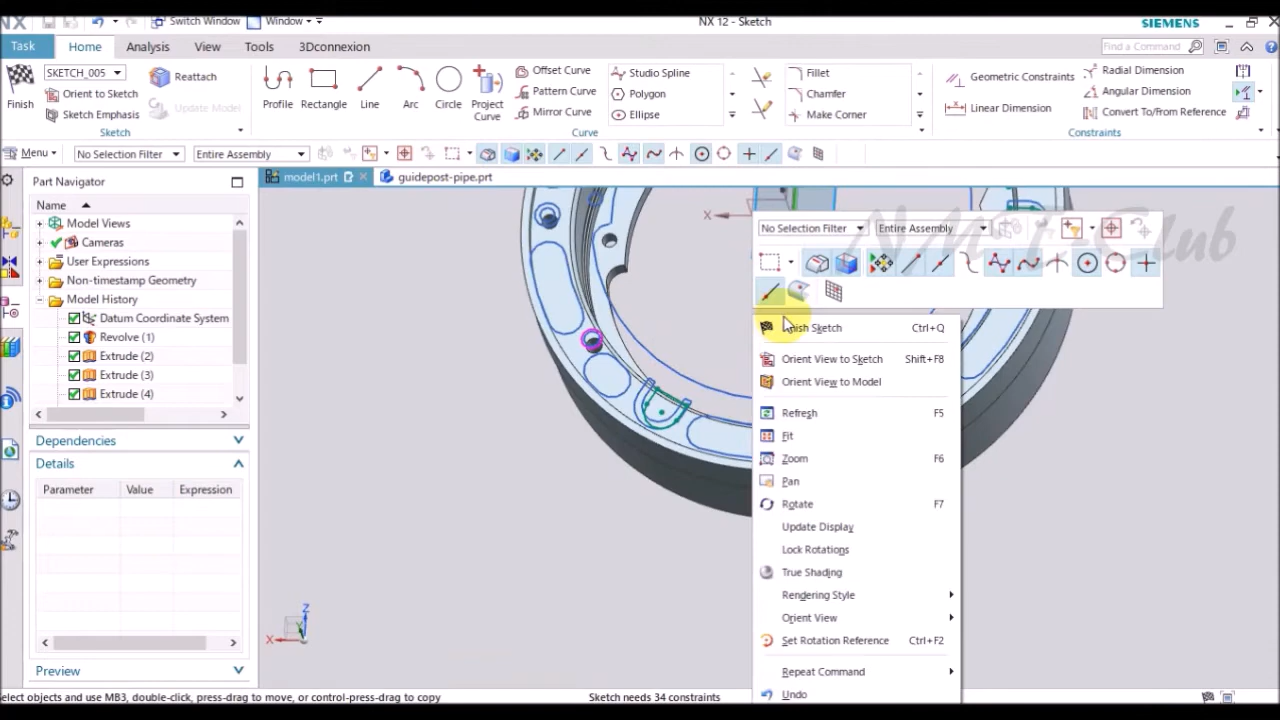 NX
Switch Window
Window
NX 12 - Sketch
SIEMENS
Task
Home
Analysis
View
Tools
3Dconnexion
Find a Command
Finish
SKETCH_005
Orient to Sketch
Sketch Emphasis
Reattach
Update Model
Sketch
Profile
Rectangle
Line
Arc
Circle
Project
Curve
Offset Curve
Pattern Curve
Mirror Curve
Studio Spline
Polygon
Ellipse
Fillet
Chamfer
Make Corner
Curve
Geometric Constraints
Linear Dimension
Radial Dimension
Angular Dimension
Convert To/From Reference
Constraints
Menu
No Selection Filter
Entire Assembly
Part Navigator
model1.prt
guidepost-pipe.prt
Name
Model Views
Cameras
User Expressions
Non-timestamp Geometry
Model History
Datum Coordinate System
Revolve (1)
Extrude (2)
Extrude (3)
Extrude (4)
Dependencies
Details
Parameter Value Expression
Preview
X
No Selection Filter
Entire Assembly
Finish Sketch Ctrl+Q
Orient View to Sketch Shift+F8
Orient View to Model
Refresh F5
Fit
Zoom F6
Pan
Rotate F7
Update Display
Lock Rotations
True Shading
Rendering Style
Orient View
Set Rotation Reference Ctrl+F2
Repeat Command
Undo
Z
X
elect objects and use MB3, double-click, press-drag to move, or control-press-drag to copy
Sketch needs 34 constraints